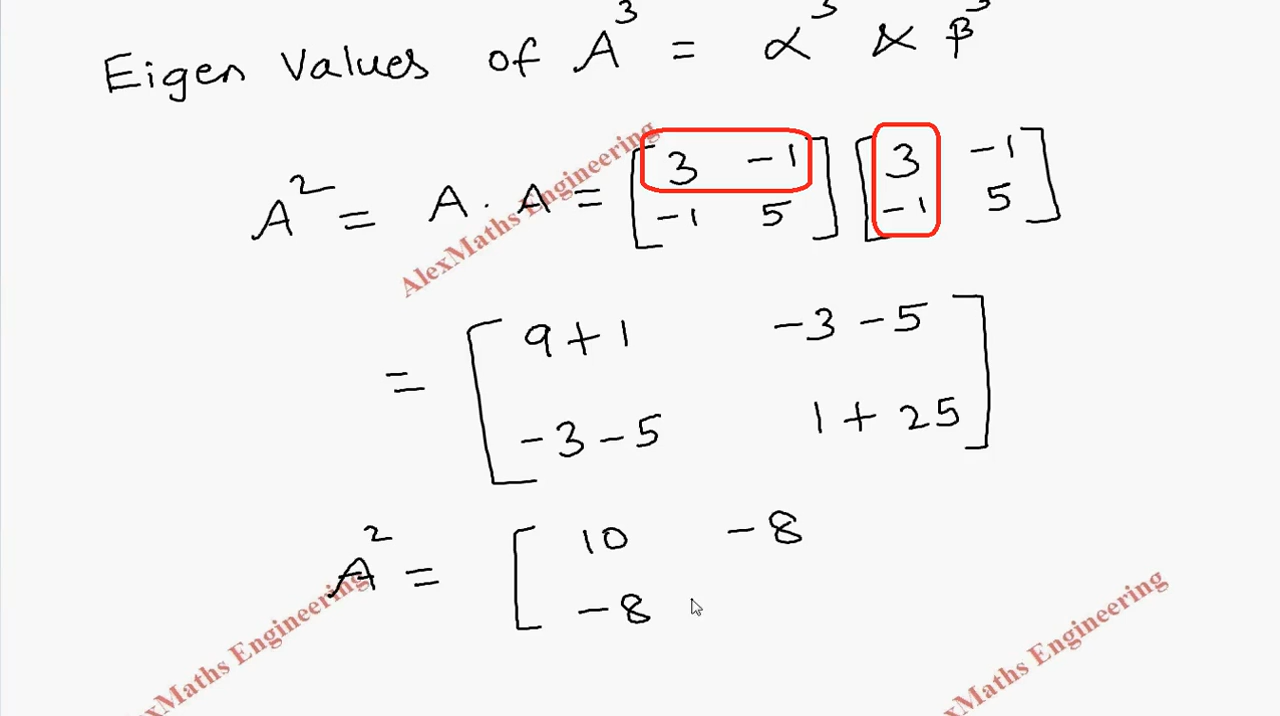 Eigen Values of A³ = α³ & β³
A² = A · A = [3 -1
-1 5] [3 -1
-1 5]
= [9+1 -3-5
-3-5 1+25]
A² = [10 -8
-8
AlexMaths Engineering
AlexMaths Engineering
AlexMaths Engineering